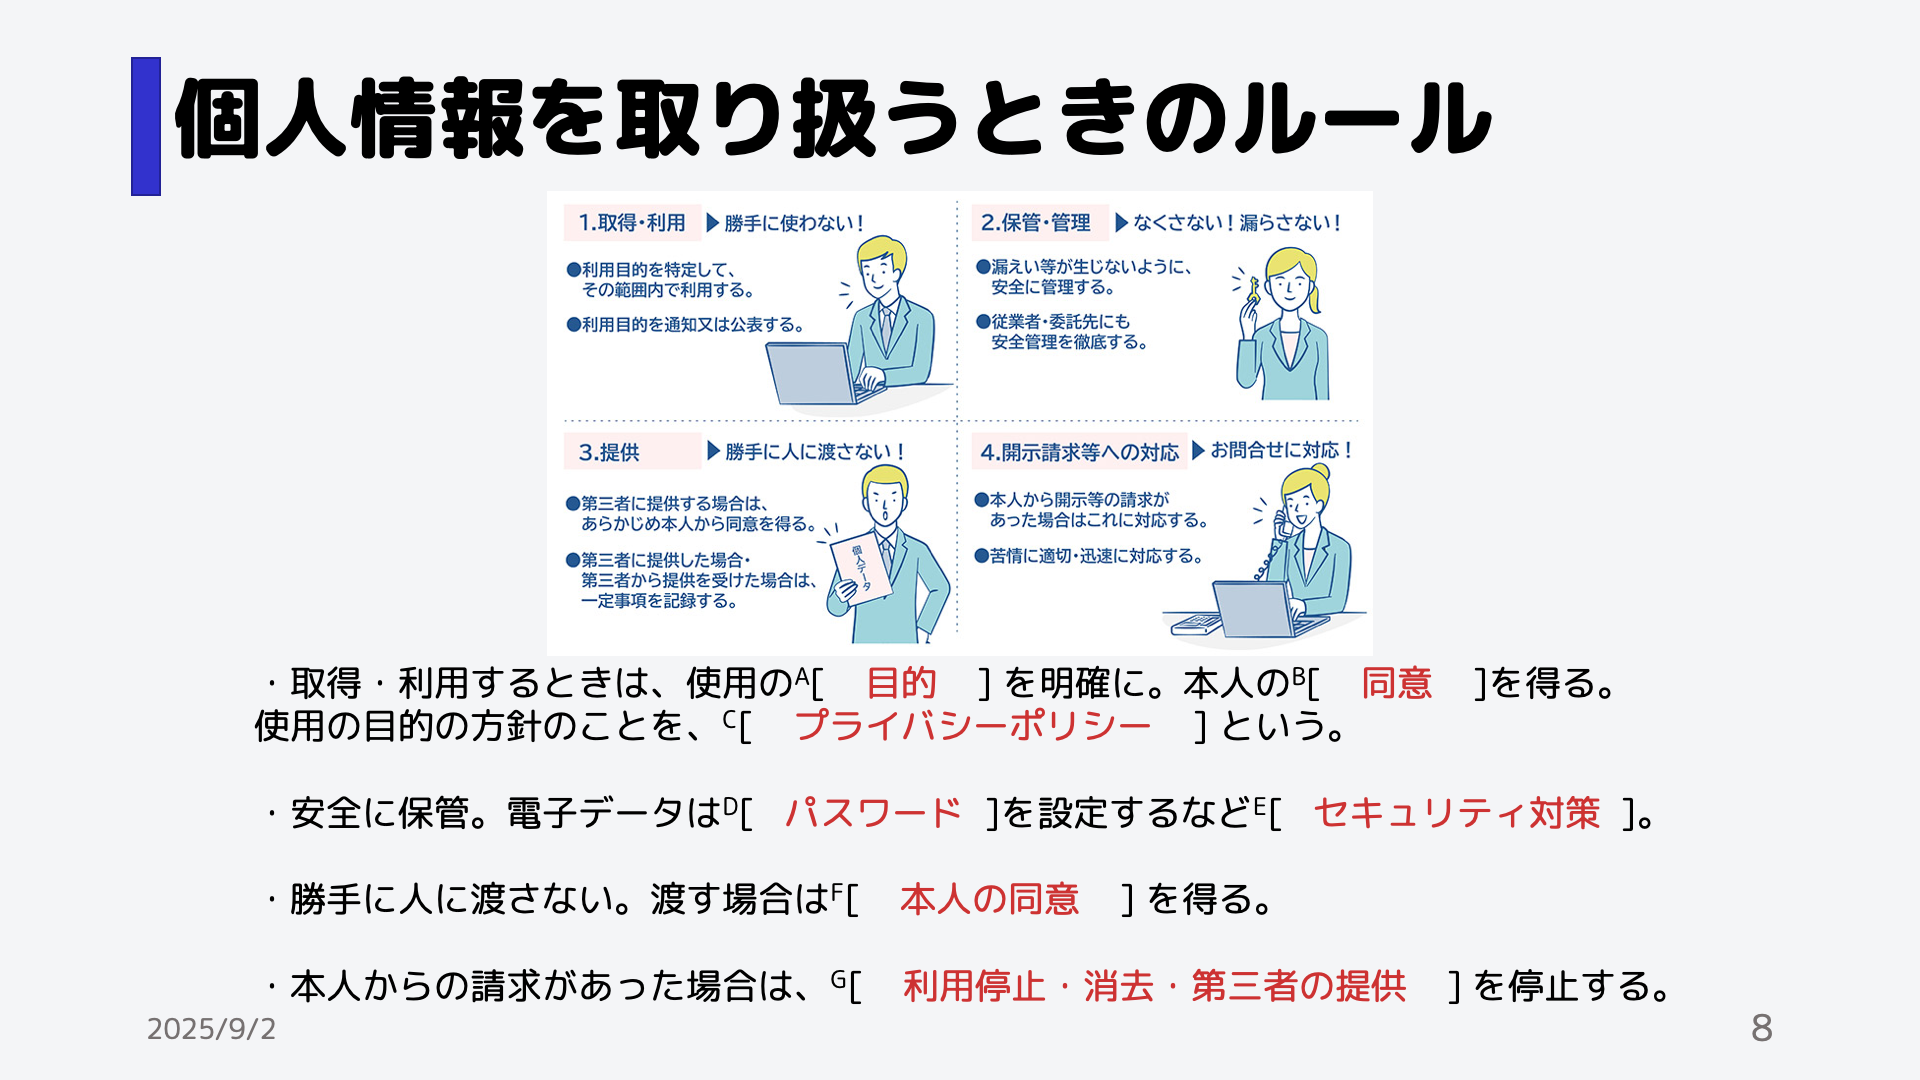 個人情報を取り扱うときのルール
1.取得・利用 ▶勝手に使わない！
●利用目的を特定して、
その範囲内で利用する。
●利用目的を通知又は公表する。
2.保管・管理 ▶なくさない！漏らさない！
●漏えい等が生じないように、
安全に管理する。
●従業者・委託先にも
安全管理を徹底する。
3.提供 ▶勝手に人に渡さない！
●第三者に提供する場合は、
あらかじめ本人から同意を得る。
●第三者に提供した場合・
第三者から提供を受けた場合は、
一定事項を記録する。
個人データ
4.開示請求等への対応 ▶お問合せに対応！
●本人から開示等の請求が
あった場合はこれに対応する。
●苦情に適切・迅速に対応する。
・取得・利用するときは、使用のA[　目的　] を明確に。本人のB[　同意　]を得る。
使用の目的の方針のことを、C[　プライバシーポリシー　] という。
・安全に保管。電子データはD[　パスワード　]を設定するなどE[　セキュリティ対策　]。
・勝手に人に渡さない。渡す場合はF[　本人の同意　] を得る。
・本人からの請求があった場合は、G[　利用停止・消去・第三者の提供　] を停止する。
2025/9/2
8